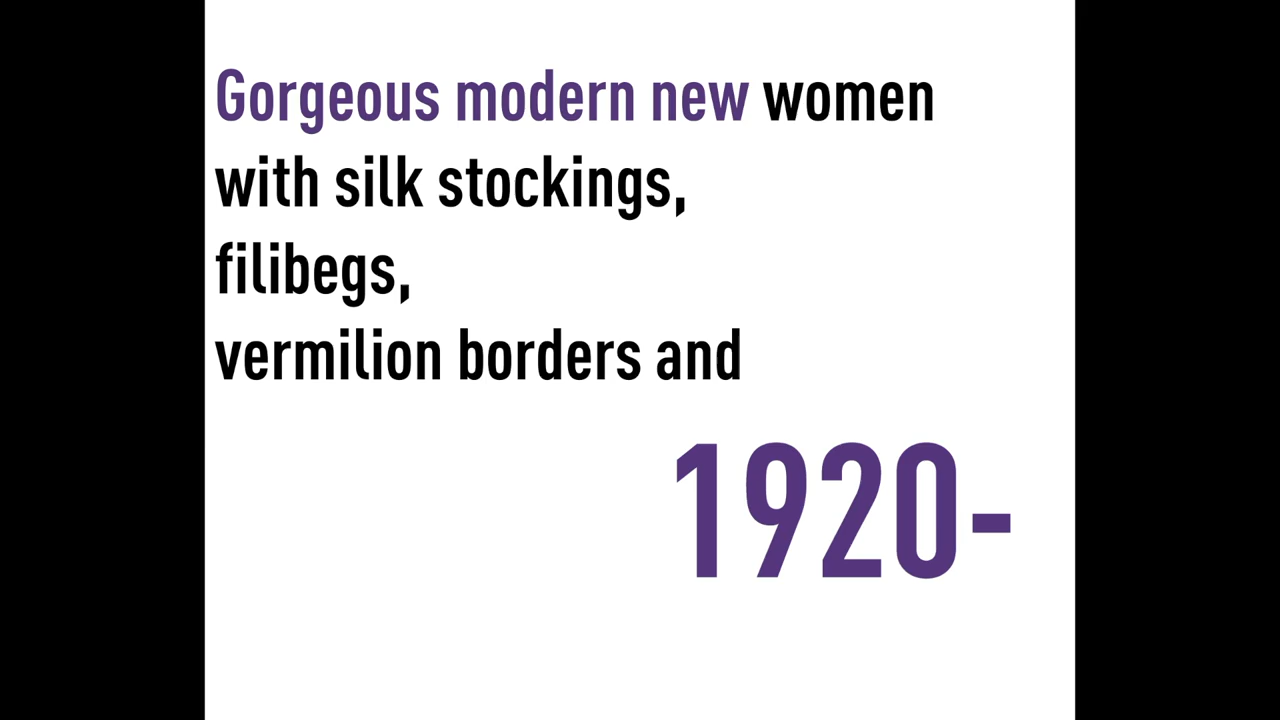 Gorgeous modern new women
with silk stockings,
filibegs,
vermilion borders and
1920-